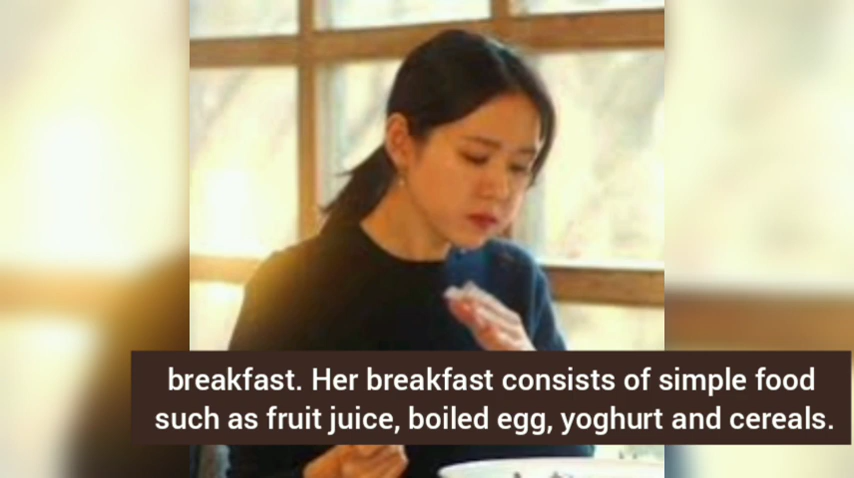 breakfast. Her breakfast consists of simple food
such as fruit juice, boiled egg, yoghurt and cereals.